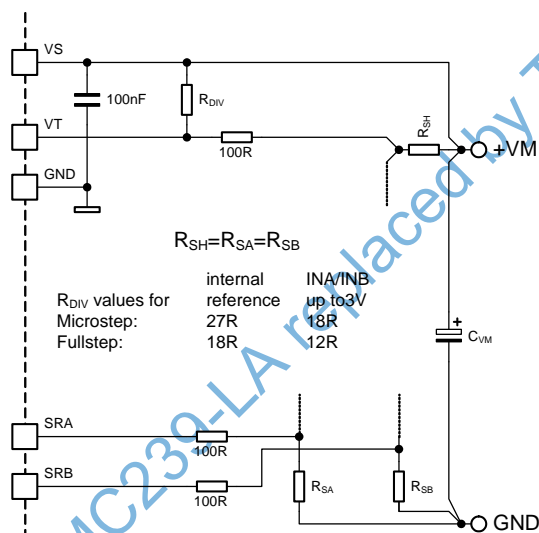 VS
100nF
RDIV
VT
100R
RSH
+VM
GND
RSH=RSA=RSB
internal INA/INB
RDIV values for reference up to3V
Microstep: 27R 18R
Fullstep: 18R 12R
+
CVM
SRA
100R
SRB
100R
RSA
RSB
GND
MC239-LA replaced by T